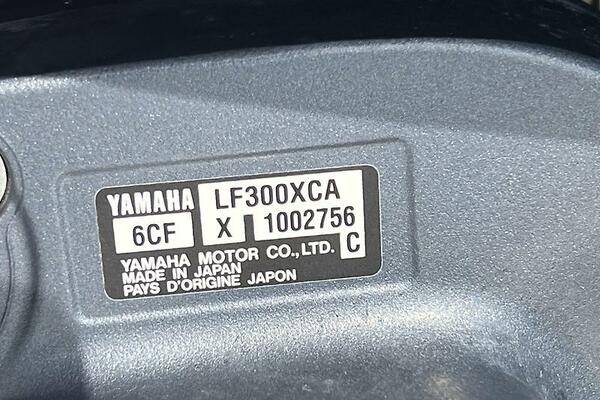 YAMAHA LF300XCA
6CF X 1002756
YAMAHA MOTOR CO., LTD. C
MADE IN JAPAN
PAYS D'ORIGINE JAPON